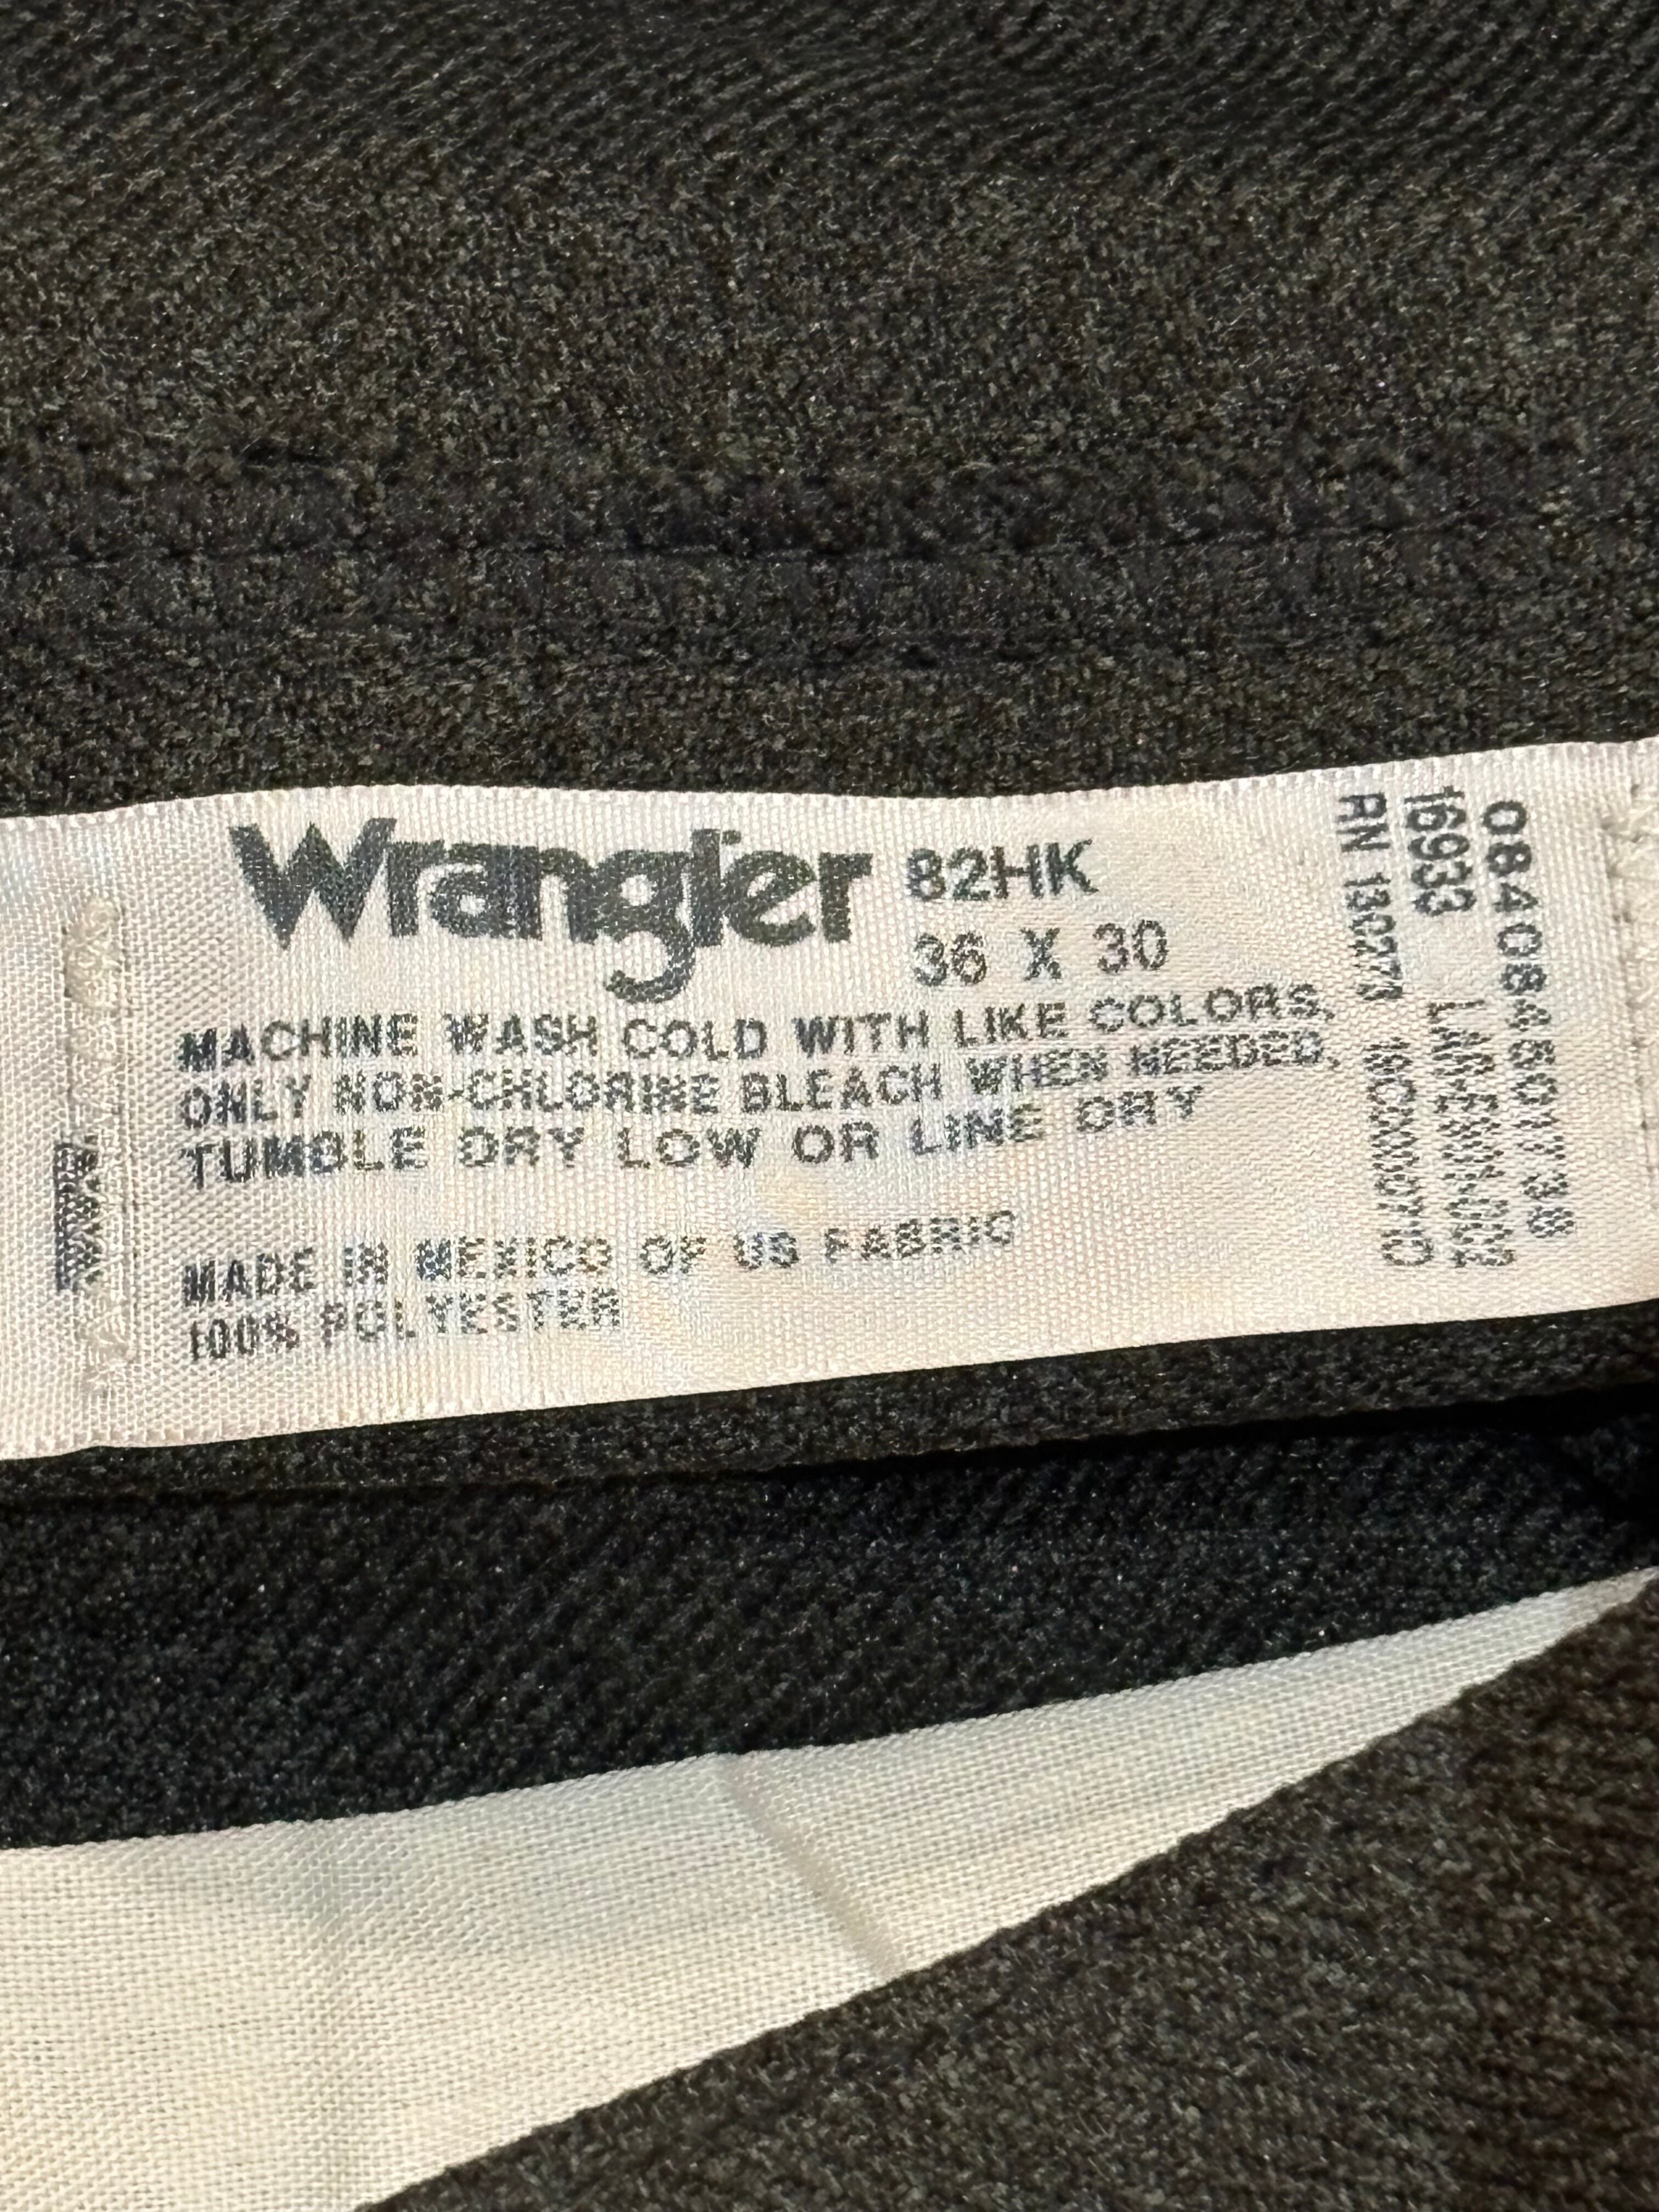 Wrangler 82HK
36 X 30
MACHINE WASH COLD WITH LIKE COLORS,
ONLY NON-CHLORINE BLEACH WHEN NEEDED,
TUMBLE DRY LOW OR LINE DRY
MADE IN MEXICO OF US FABRIC
100% POLYESTER
16933
RN 130273